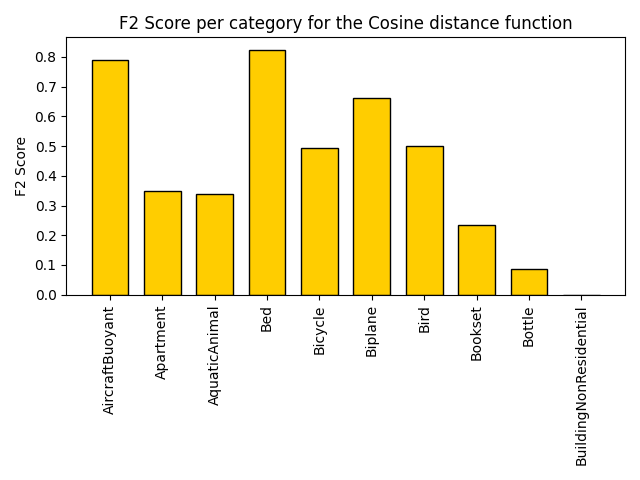 F2 Score per category for the Cosine distance function
F2 Score
0.8
0.7
0.6
0.5
0.4
0.3
0.2
0.1
0.0
AircraftBuoyant
Apartment
AquaticAnimal
Bed
Bicycle
Biplane
Bird
Bookset
Bottle
BuildingNonResidential